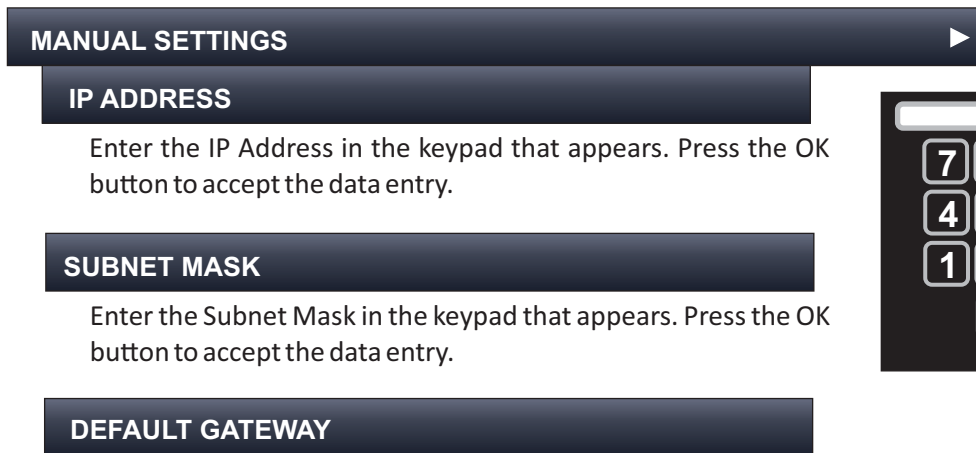 MANUAL SETTINGS ►
IP ADDRESS
Enter the IP Address in the keypad that appears. Press the OK
button to accept the data entry.
7
4
1
SUBNET MASK
Enter the Subnet Mask in the keypad that appears. Press the OK
button to accept the data entry.
DEFAULT GATEWAY